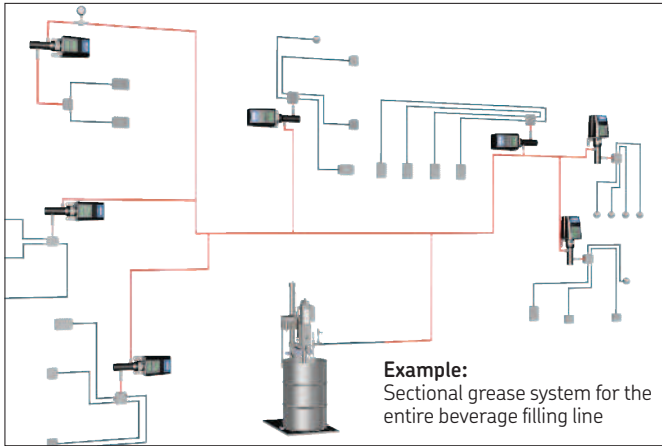 Example:
Sectional grease system for the
entire beverage filling line